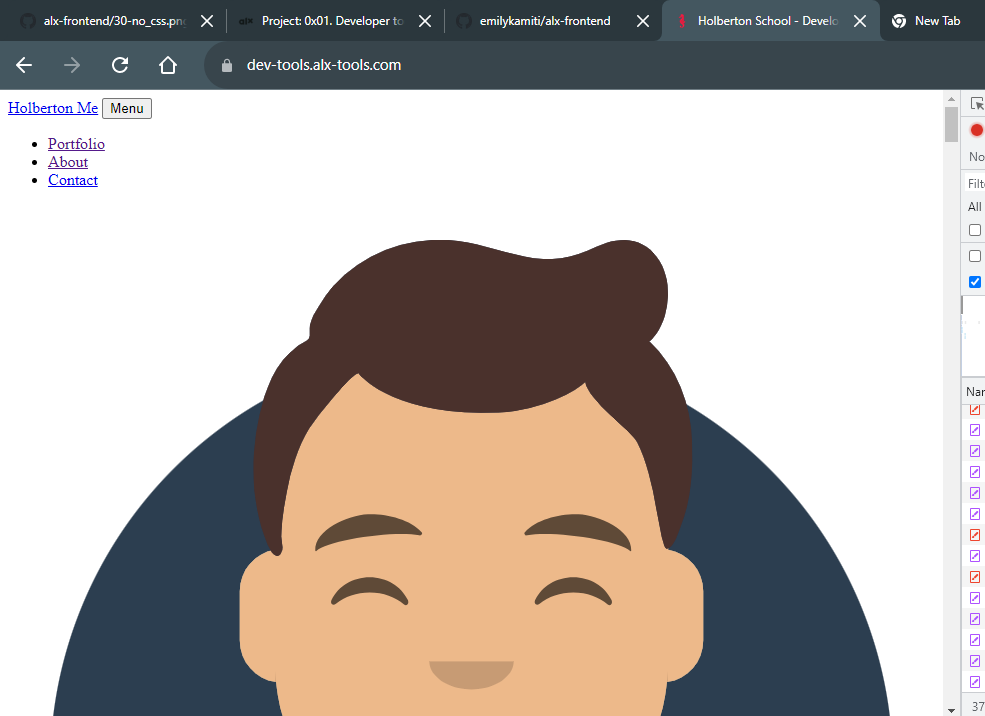 alx-frontend/30-no_css.pn
Project: 0x01. Developer to
emilykamiti/alx-frontend
Holberton School - Develo
New Tab
dev-tools.alx-tools.com
Holberton Me Menu
Portfolio
About
Contact
No
Filt
All
Nar
37